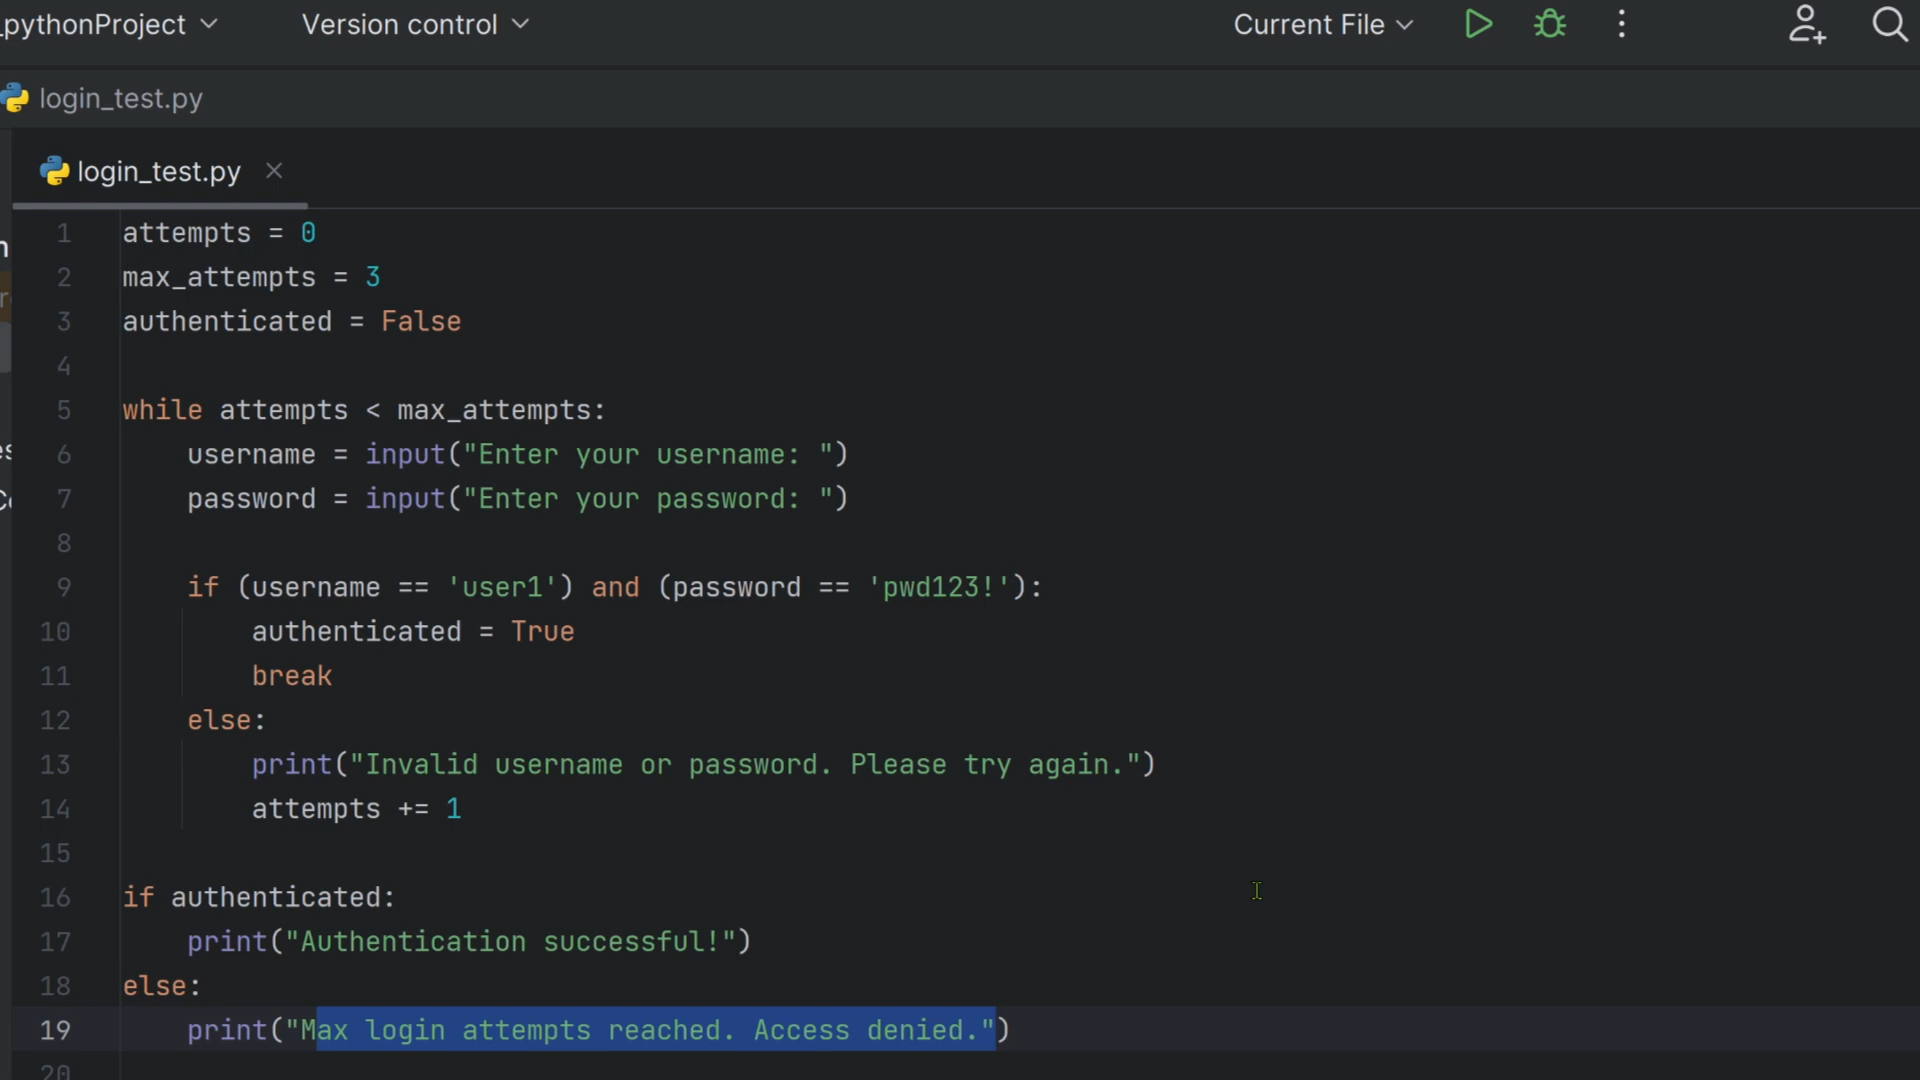 _pythonProject
Version control
Current File
login_test.py
login_test.py
1 attempts = 0
2 max_attempts = 3
3 authenticated = False
4
5 while attempts < max_attempts:
6     username = input("Enter your username: ")
7     password = input("Enter your password: ")
8
9     if (username == 'user1') and (password == 'pwd123!'):
10         authenticated = True
11         break
12     else:
13         print("Invalid username or password. Please try again.")
14         attempts += 1
15
16 if authenticated:
17     print("Authentication successful!")
18 else:
19     print("Max login attempts reached. Access denied.")
20